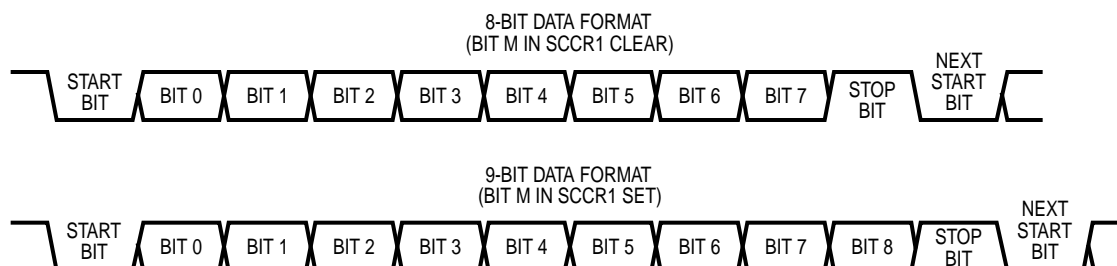 8-BIT DATA FORMAT
(BIT M IN SCCR1 CLEAR)
START BIT
BIT 0
BIT 1
BIT 2
BIT 3
BIT 4
BIT 5
BIT 6
BIT 7
STOP BIT
NEXT START BIT
9-BIT DATA FORMAT
(BIT M IN SCCR1 SET)
START BIT
BIT 0
BIT 1
BIT 2
BIT 3
BIT 4
BIT 5
BIT 6
BIT 7
BIT 8
STOP BIT
NEXT START BIT